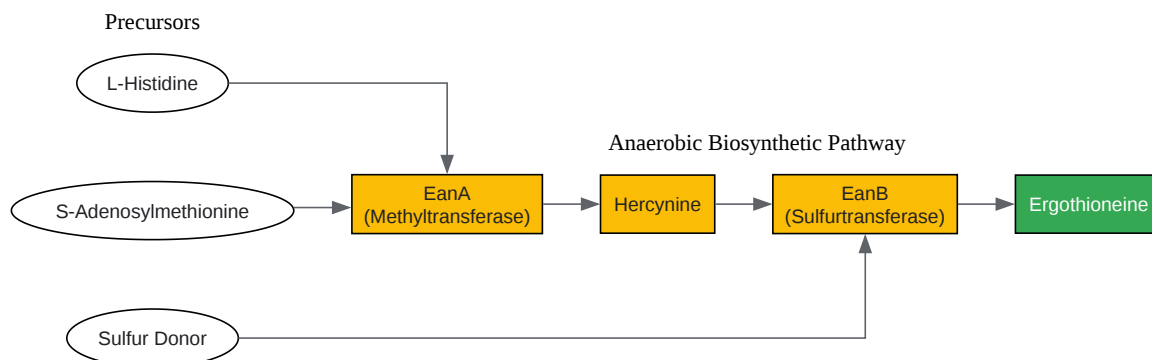 Precursors
L-Histidine
Anaerobic Biosynthetic Pathway
S-Adenosylmethionine
EanA
(Methyltransferase)
Hercynine
EanB
(Sulfurtransferase)
Ergothioneine
Sulfur Donor